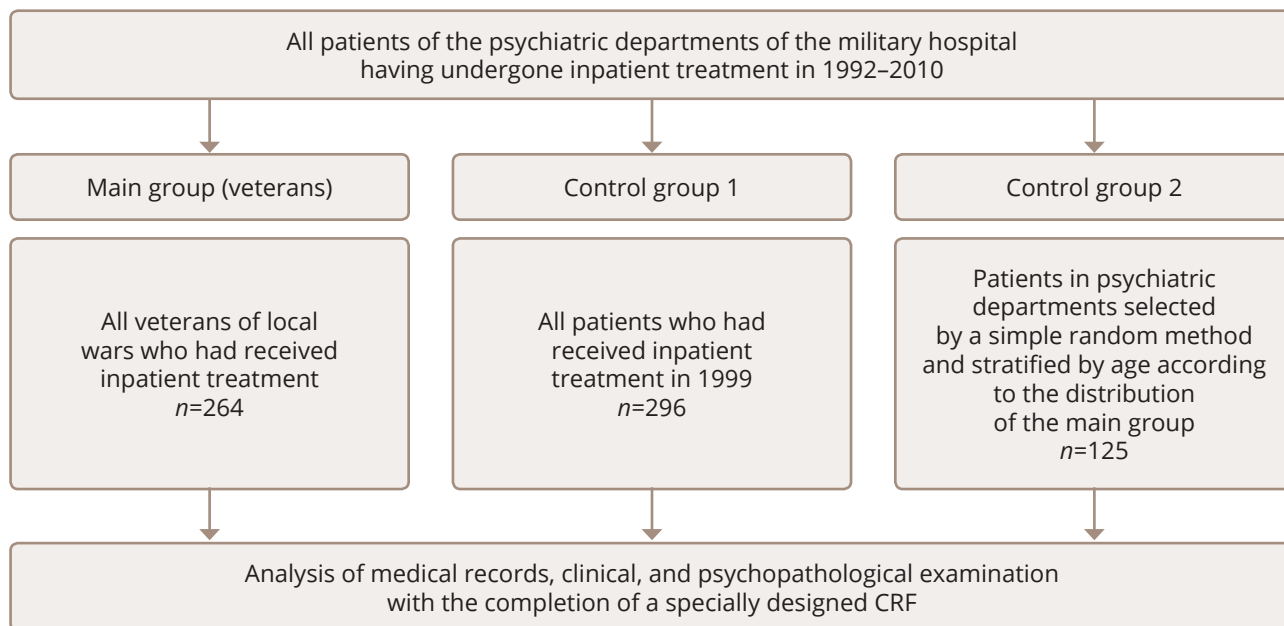 All patients of the psychiatric departments of the military hospital
having undergone inpatient treatment in 1992–2010
Main group (veterans)
Control group 1
Control group 2
All veterans of local
wars who had received
inpatient treatment
n=264
All patients who had
received inpatient
treatment in 1999
n=296
Patients in psychiatric
departments selected
by a simple random method
and stratified by age according
to the distribution
of the main group
n=125
Analysis of medical records, clinical, and psychopathological examination
with the completion of a specially designed CRF